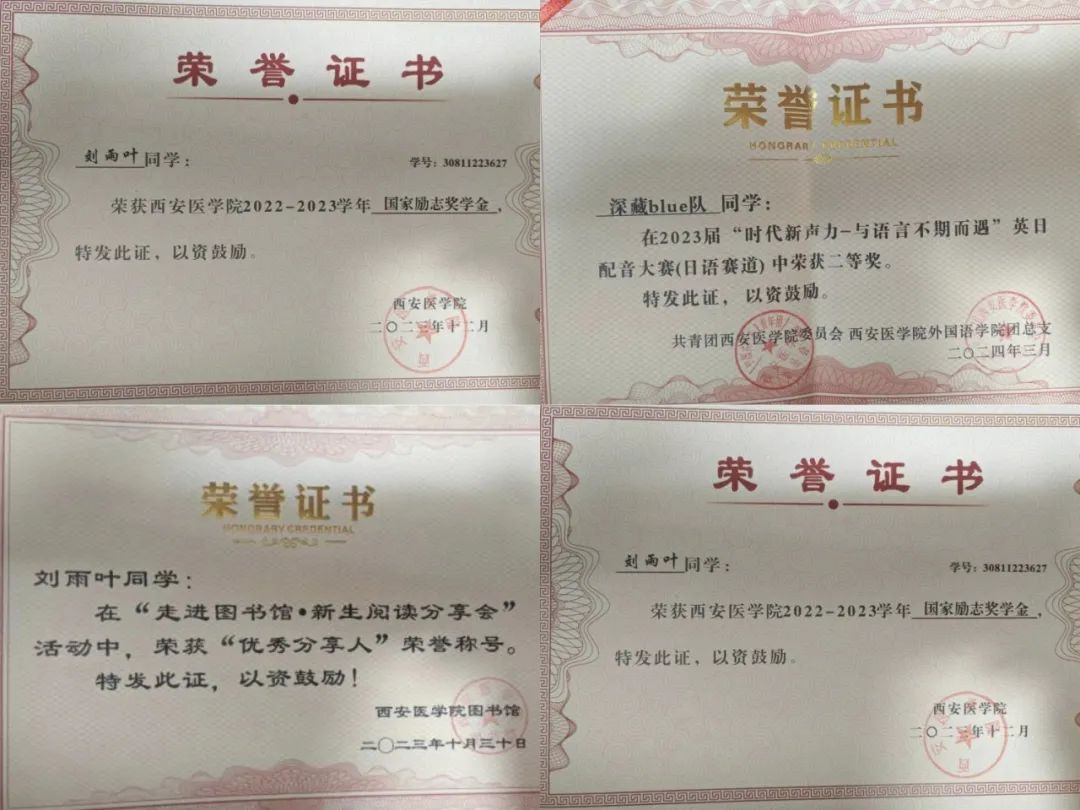 荣誉证书
刘雨叶同学：
学号：30811223627
荣获西安医学院2022-2023学年国家励志奖学金，
特发此证，以资鼓励。
西安医学院
二〇二三年十二月
荣誉证书
HONORARY CREDENTIAL
深藏blue队 同学：
在2023届“时代新声力-与语言不期而遇”英日
配音大赛(日语赛道)中荣获二等奖。
特发此证，以资鼓励。
共青团西安医学院委员会 西安医学院外国语学院团总支
二〇二四年三月
荣誉证书
HONORARY CREDENTIAL
刘雨叶同学：
在“走进图书馆·新生阅读分享会”
活动中，荣获“优秀分享人”荣誉称号。
特发此证，以资鼓励！
西安医学院图书馆
二〇二三年十月三十日
荣誉证书
刘雨叶同学：
学号：30811223627
荣获西安医学院2022-2023学年国家励志奖学金，
特发此证，以资鼓励。
西安医学院
二〇二三年十二月